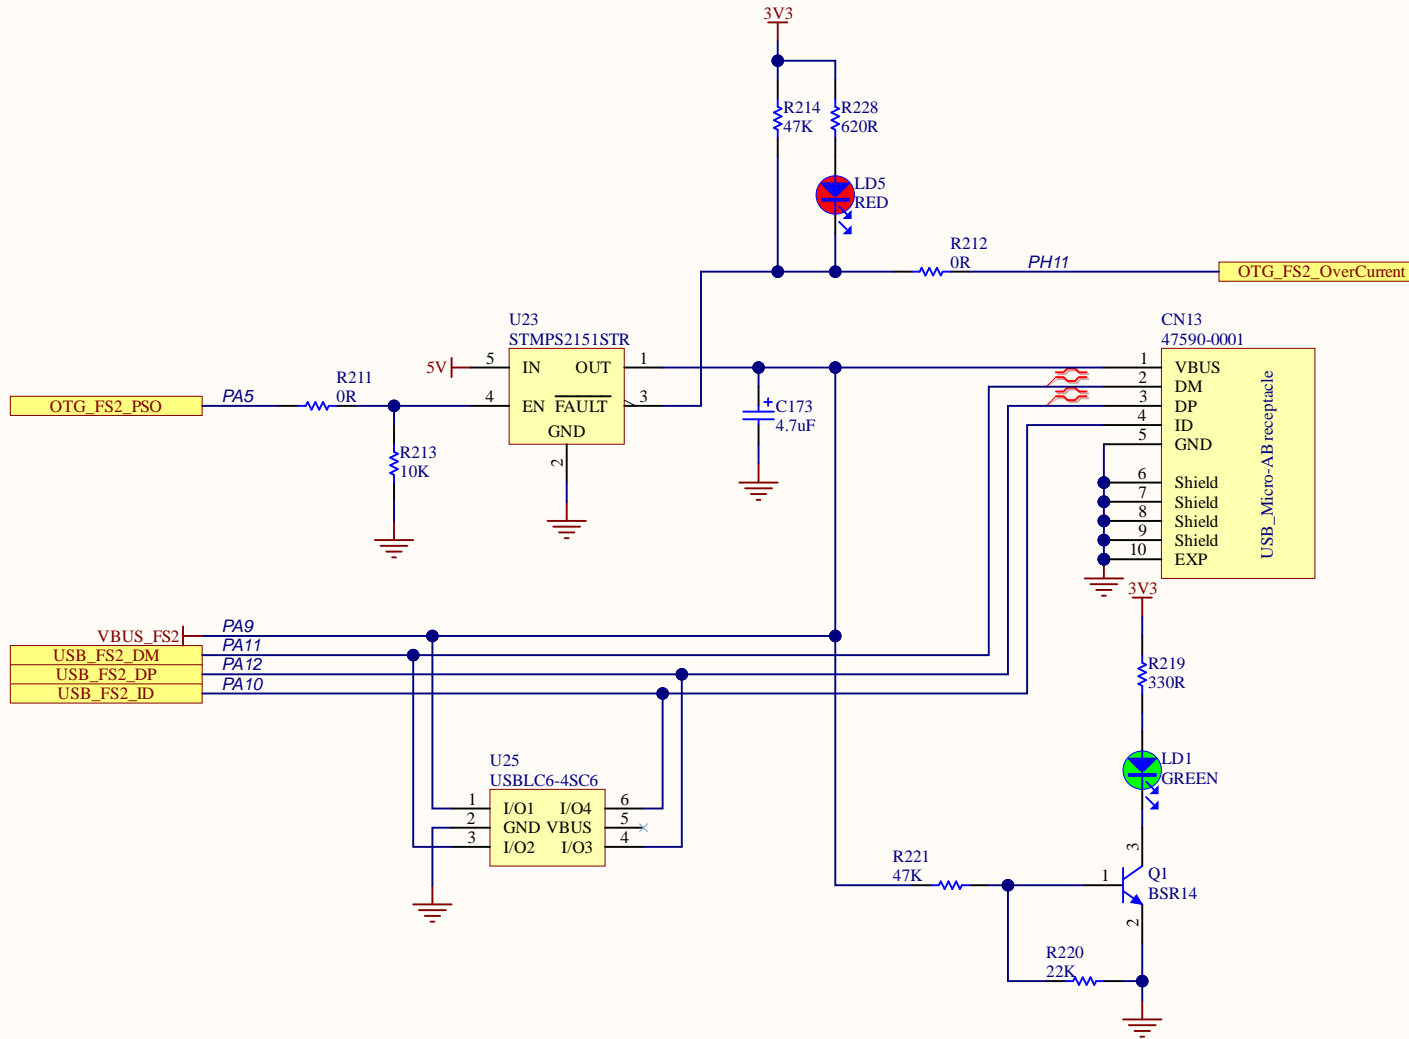 3V3
R214
47K
R228
620R
LD5
RED
R212
0R
PH11
OTG_FS2_OverCurrent
U23
STMPS2151STR
5V
5
IN
OUT
1
4
EN
FAULT
3
GND
2
OTG_FS2_PSO
PA5
R211
0R
R213
10K
C173
4.7uF
CN13
47590-0001
1
VBUS
2
DM
3
DP
4
ID
5
GND
6
Shield
7
Shield
8
Shield
9
Shield
10
EXP
USB_Micro-AB receptacle
VBUS_FS2
PA9
USB_FS2_DM
PA11
USB_FS2_DP
PA12
USB_FS2_ID
PA10
U25
USBLC6-4SC6
1
I/O1
I/O4
6
2
GND
VBUS
5
3
I/O2
I/O3
4
3V3
R219
330R
LD1
GREEN
3
R221
47K
1
Q1
BSR14
2
R220
22K